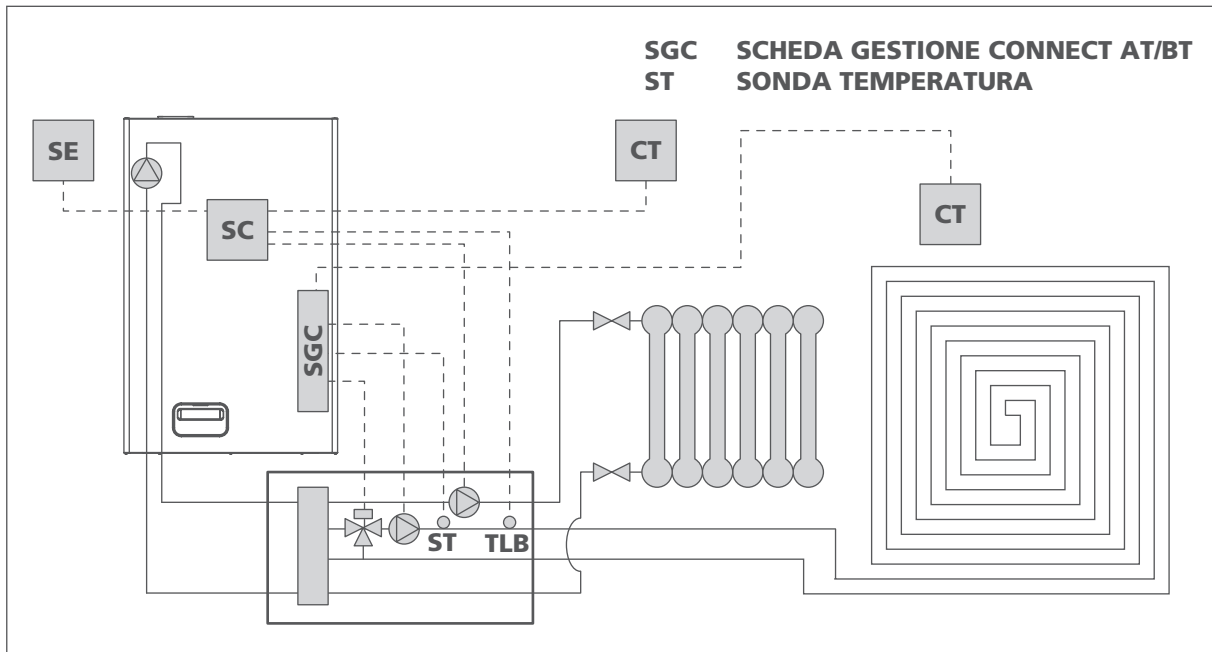 SGC SCHEDA GESTIONE CONNECT AT/BT
ST SONDA TEMPERATURA
SE
CT
CT
SC
SGC
ST
TLB